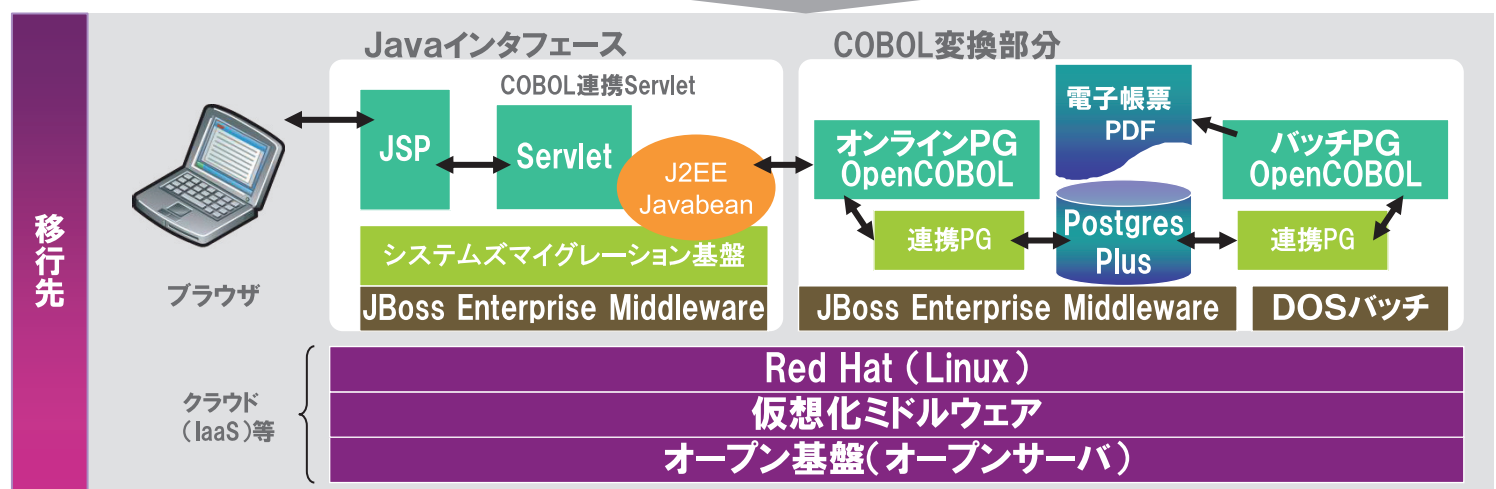 移行先
Javaインタフェース
COBOL変換部分
COBOL連携Servlet
JSP
Servlet
J2EE
Javabean
システムズマイグレーション基盤
JBoss Enterprise Middleware
ブラウザ
オンラインPG
OpenCOBOL
電子帳票
PDF
バッチPG
OpenCOBOL
連携PG
Postgres
Plus
連携PG
JBoss Enterprise Middleware
DOSバッチ
クラウド
(IaaS)等
Red Hat (Linux)
仮想化ミドルウェア
オープン基盤(オープンサーバ)